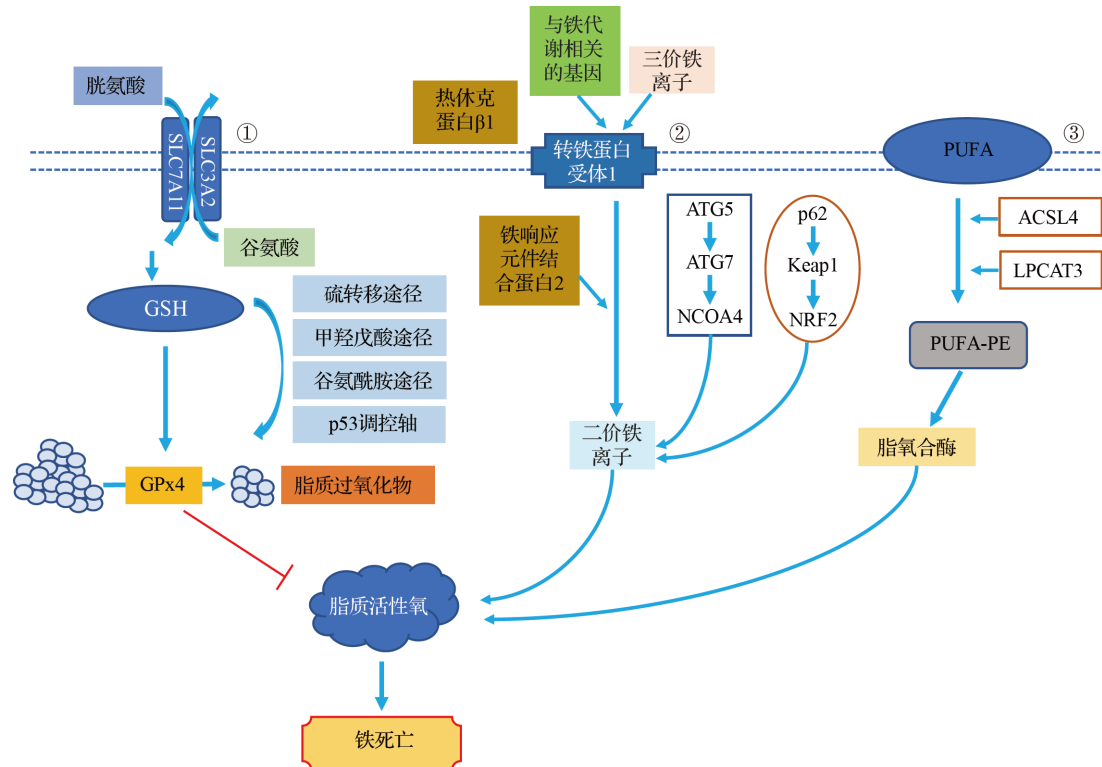 与铁代
谢相关
的基因
三价铁
离子
胱氨酸
热休克
蛋白β1
①
②
③
SLC7A11
SLC3A2
转铁蛋白
受体1
PUFA
谷氨酸
铁响应
元件结
合蛋白2
ATG5
ATG7
NCOA4
p62
Keap1
NRF2
ACSL4
LPCAT3
GSH
硫转移途径
甲羟戊酸途径
谷氨酰胺途径
p53调控轴
PUFA-PE
二价铁
离子
脂氧合酶
GPx4
脂质过氧化物
脂质活性氧
铁死亡